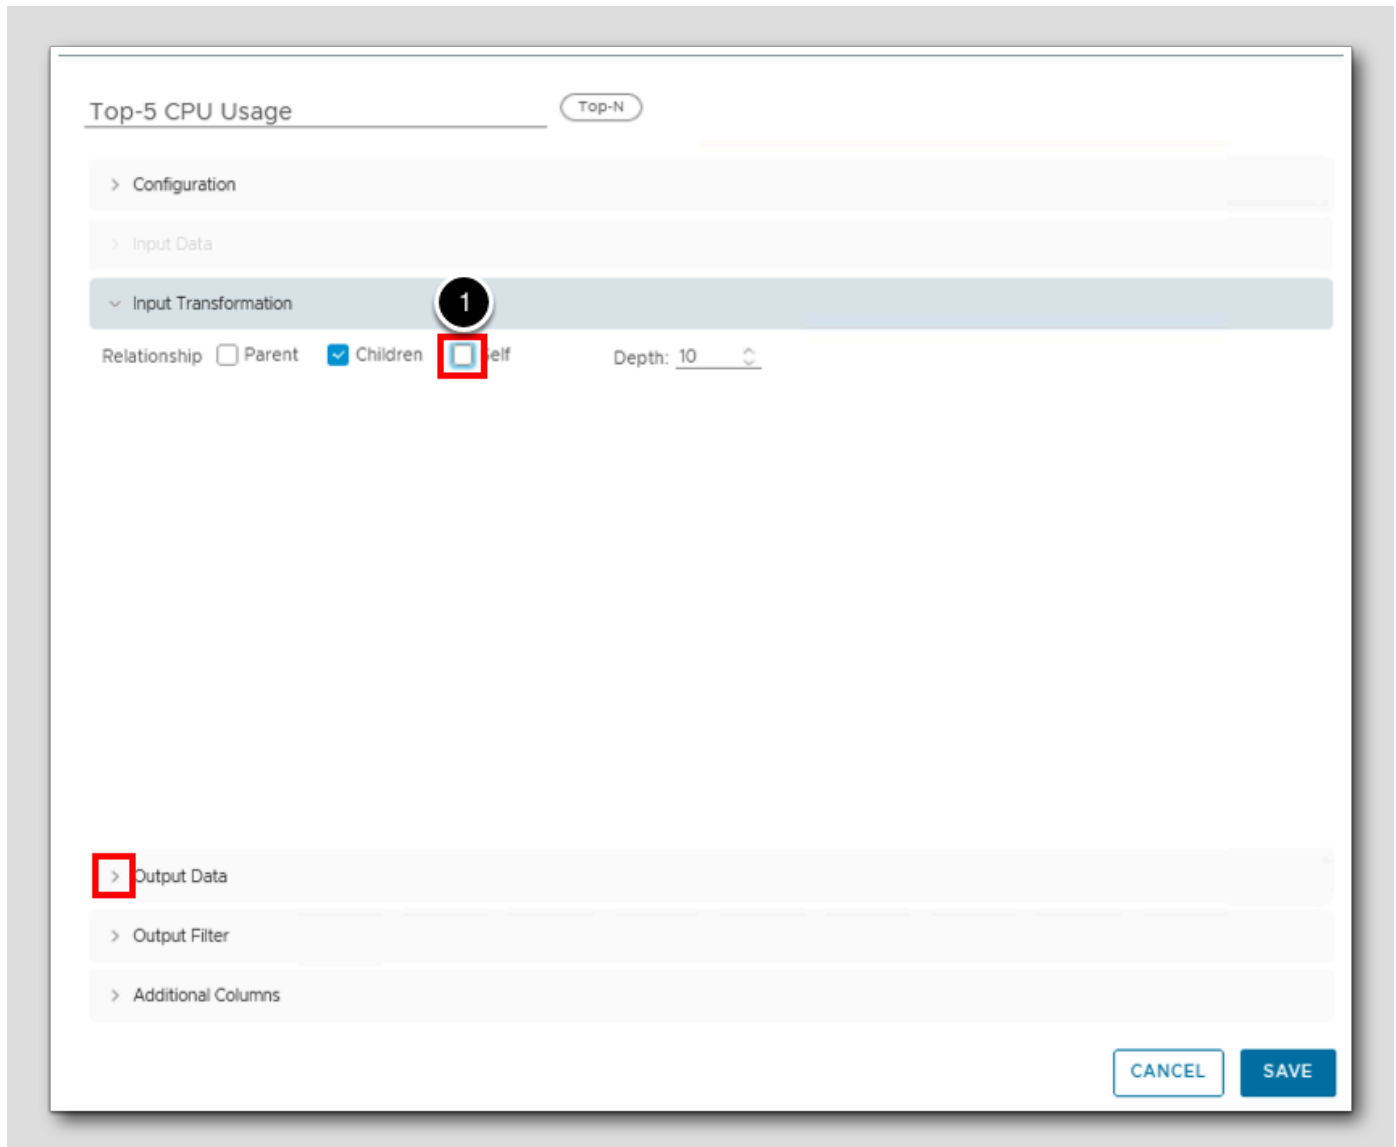 Top-5 CPU Usage Top-N
Configuration
Input Data
Input Transformation 1
Relationship Parent Children elf Depth: 10
Output Data
Output Filter
Additional Columns
CANCEL SAVE